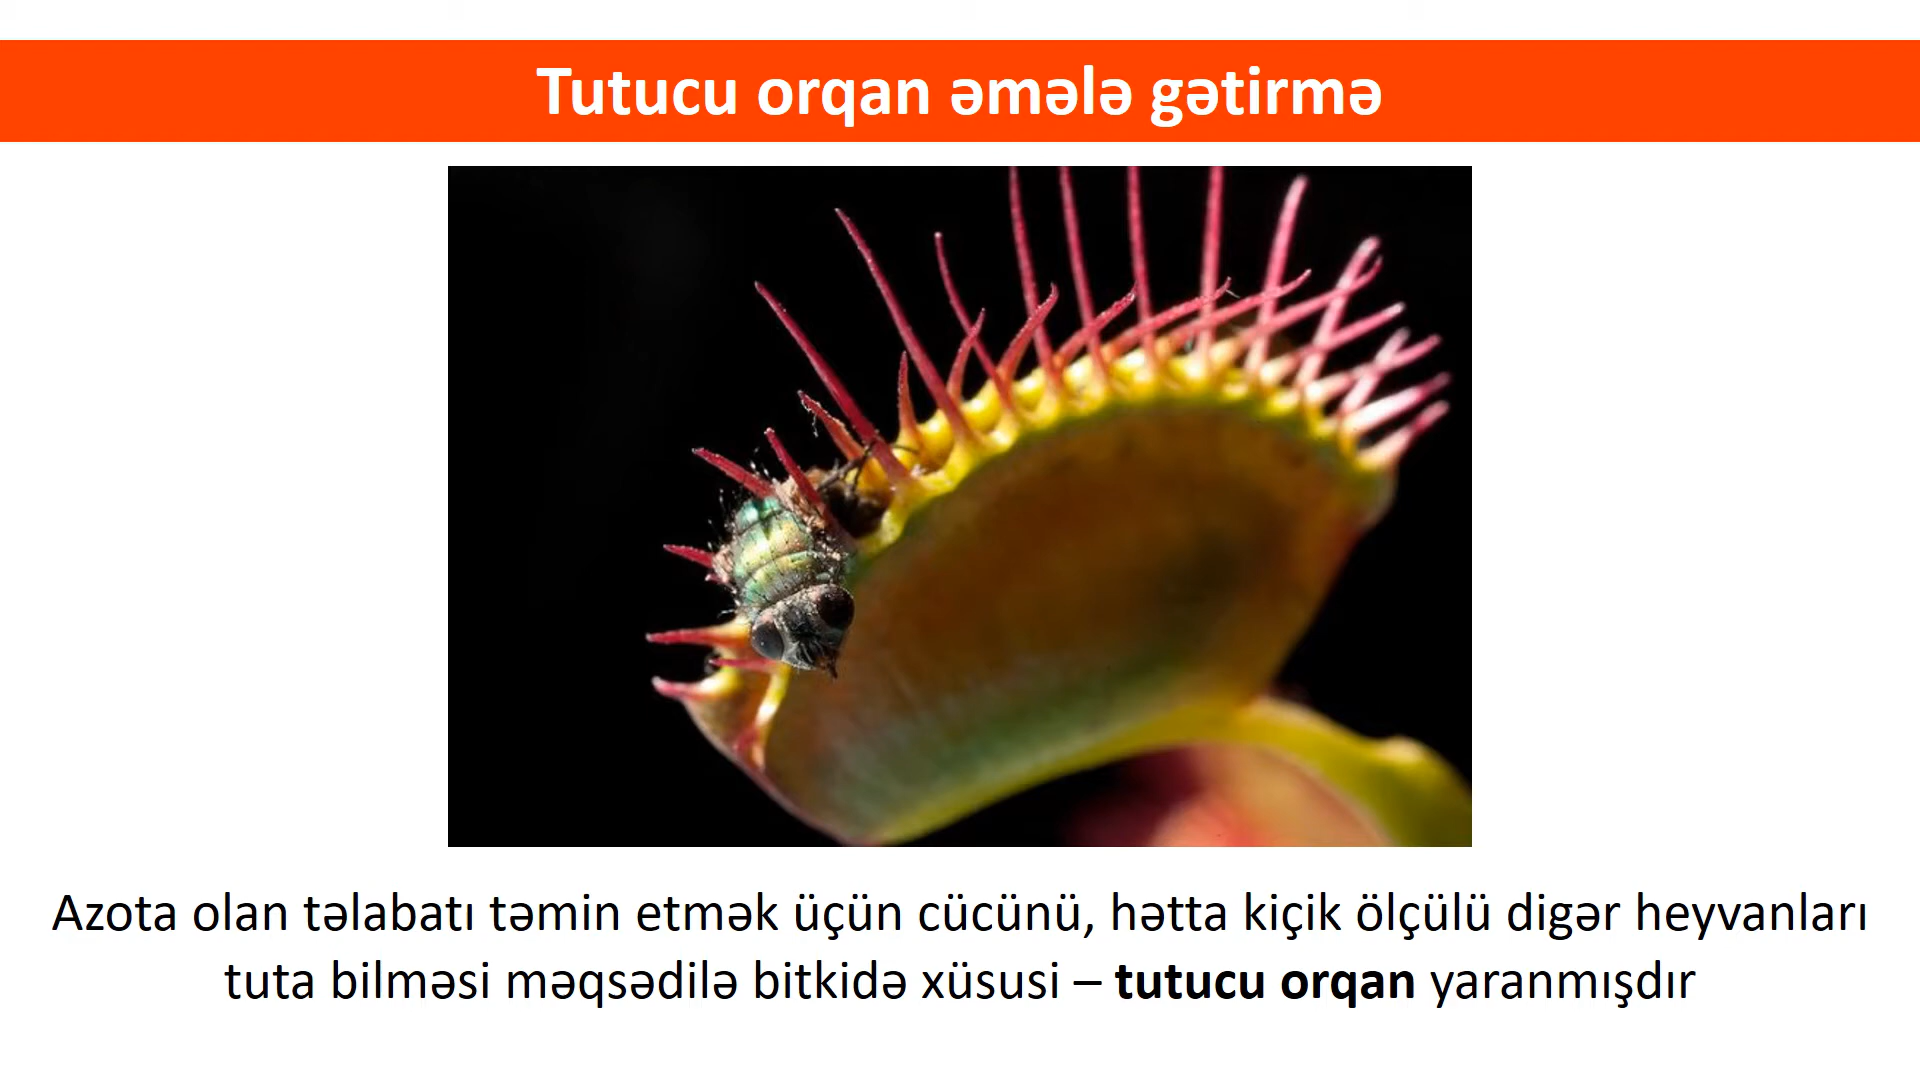 Tutucu orqan əmələ gətirmə
Azota olan təlabatı təmin etmək üçün cücünü, hətta kiçik ölçülü digər heyvanları
tuta bilməsi məqsədilə bitkidə xüsusi – tutucu orqan yaranmışdır